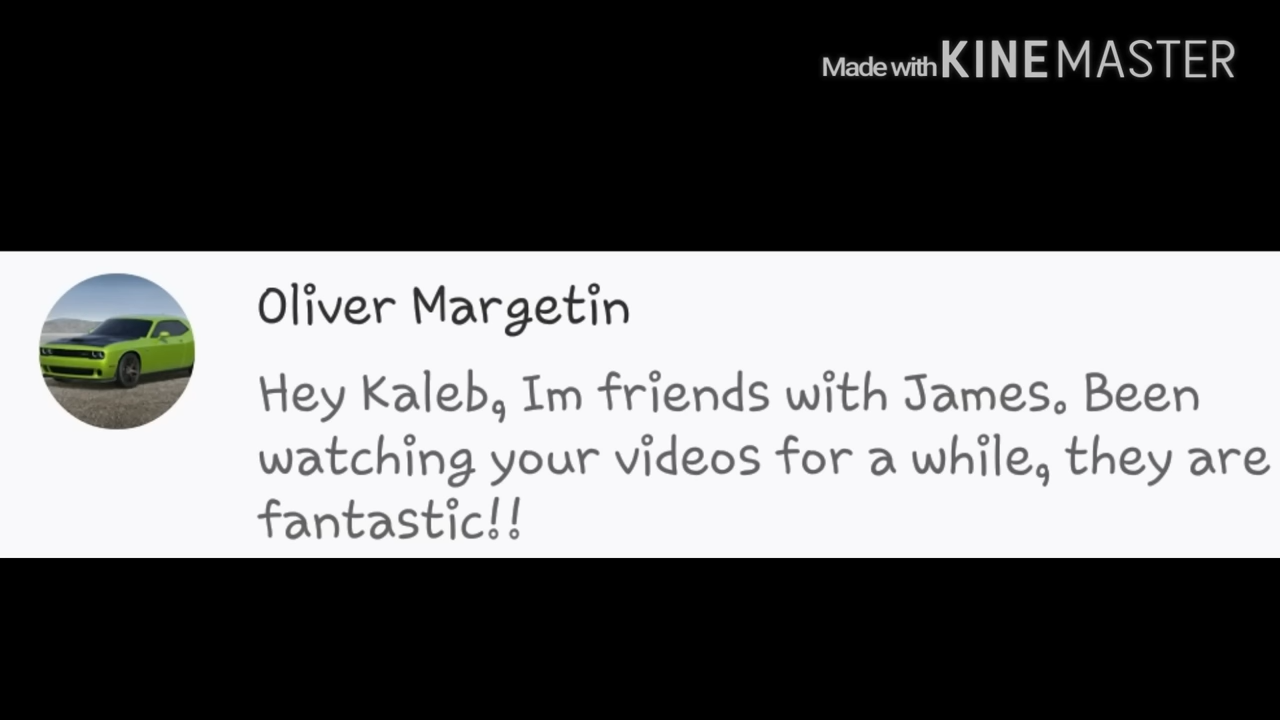 Made with KINEMASTER
Oliver Margetin
Hey Kaleb, Im friends with James. Been
watching your videos for a while, they are
fantastic!!